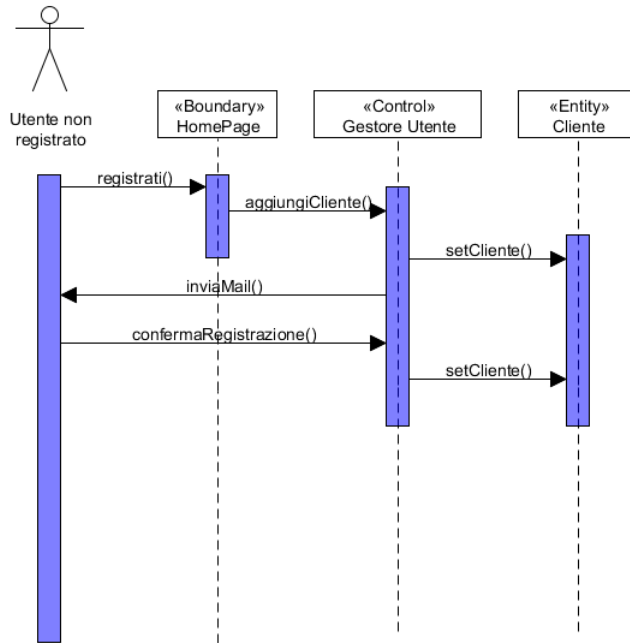 Utente non
registrato
«Boundary»
HomePage
«Control»
Gestore Utente
«Entity»
Cliente
registrati()
aggiungiCliente()
setCliente()
inviaMail()
confermaRegistrazione()
setCliente()